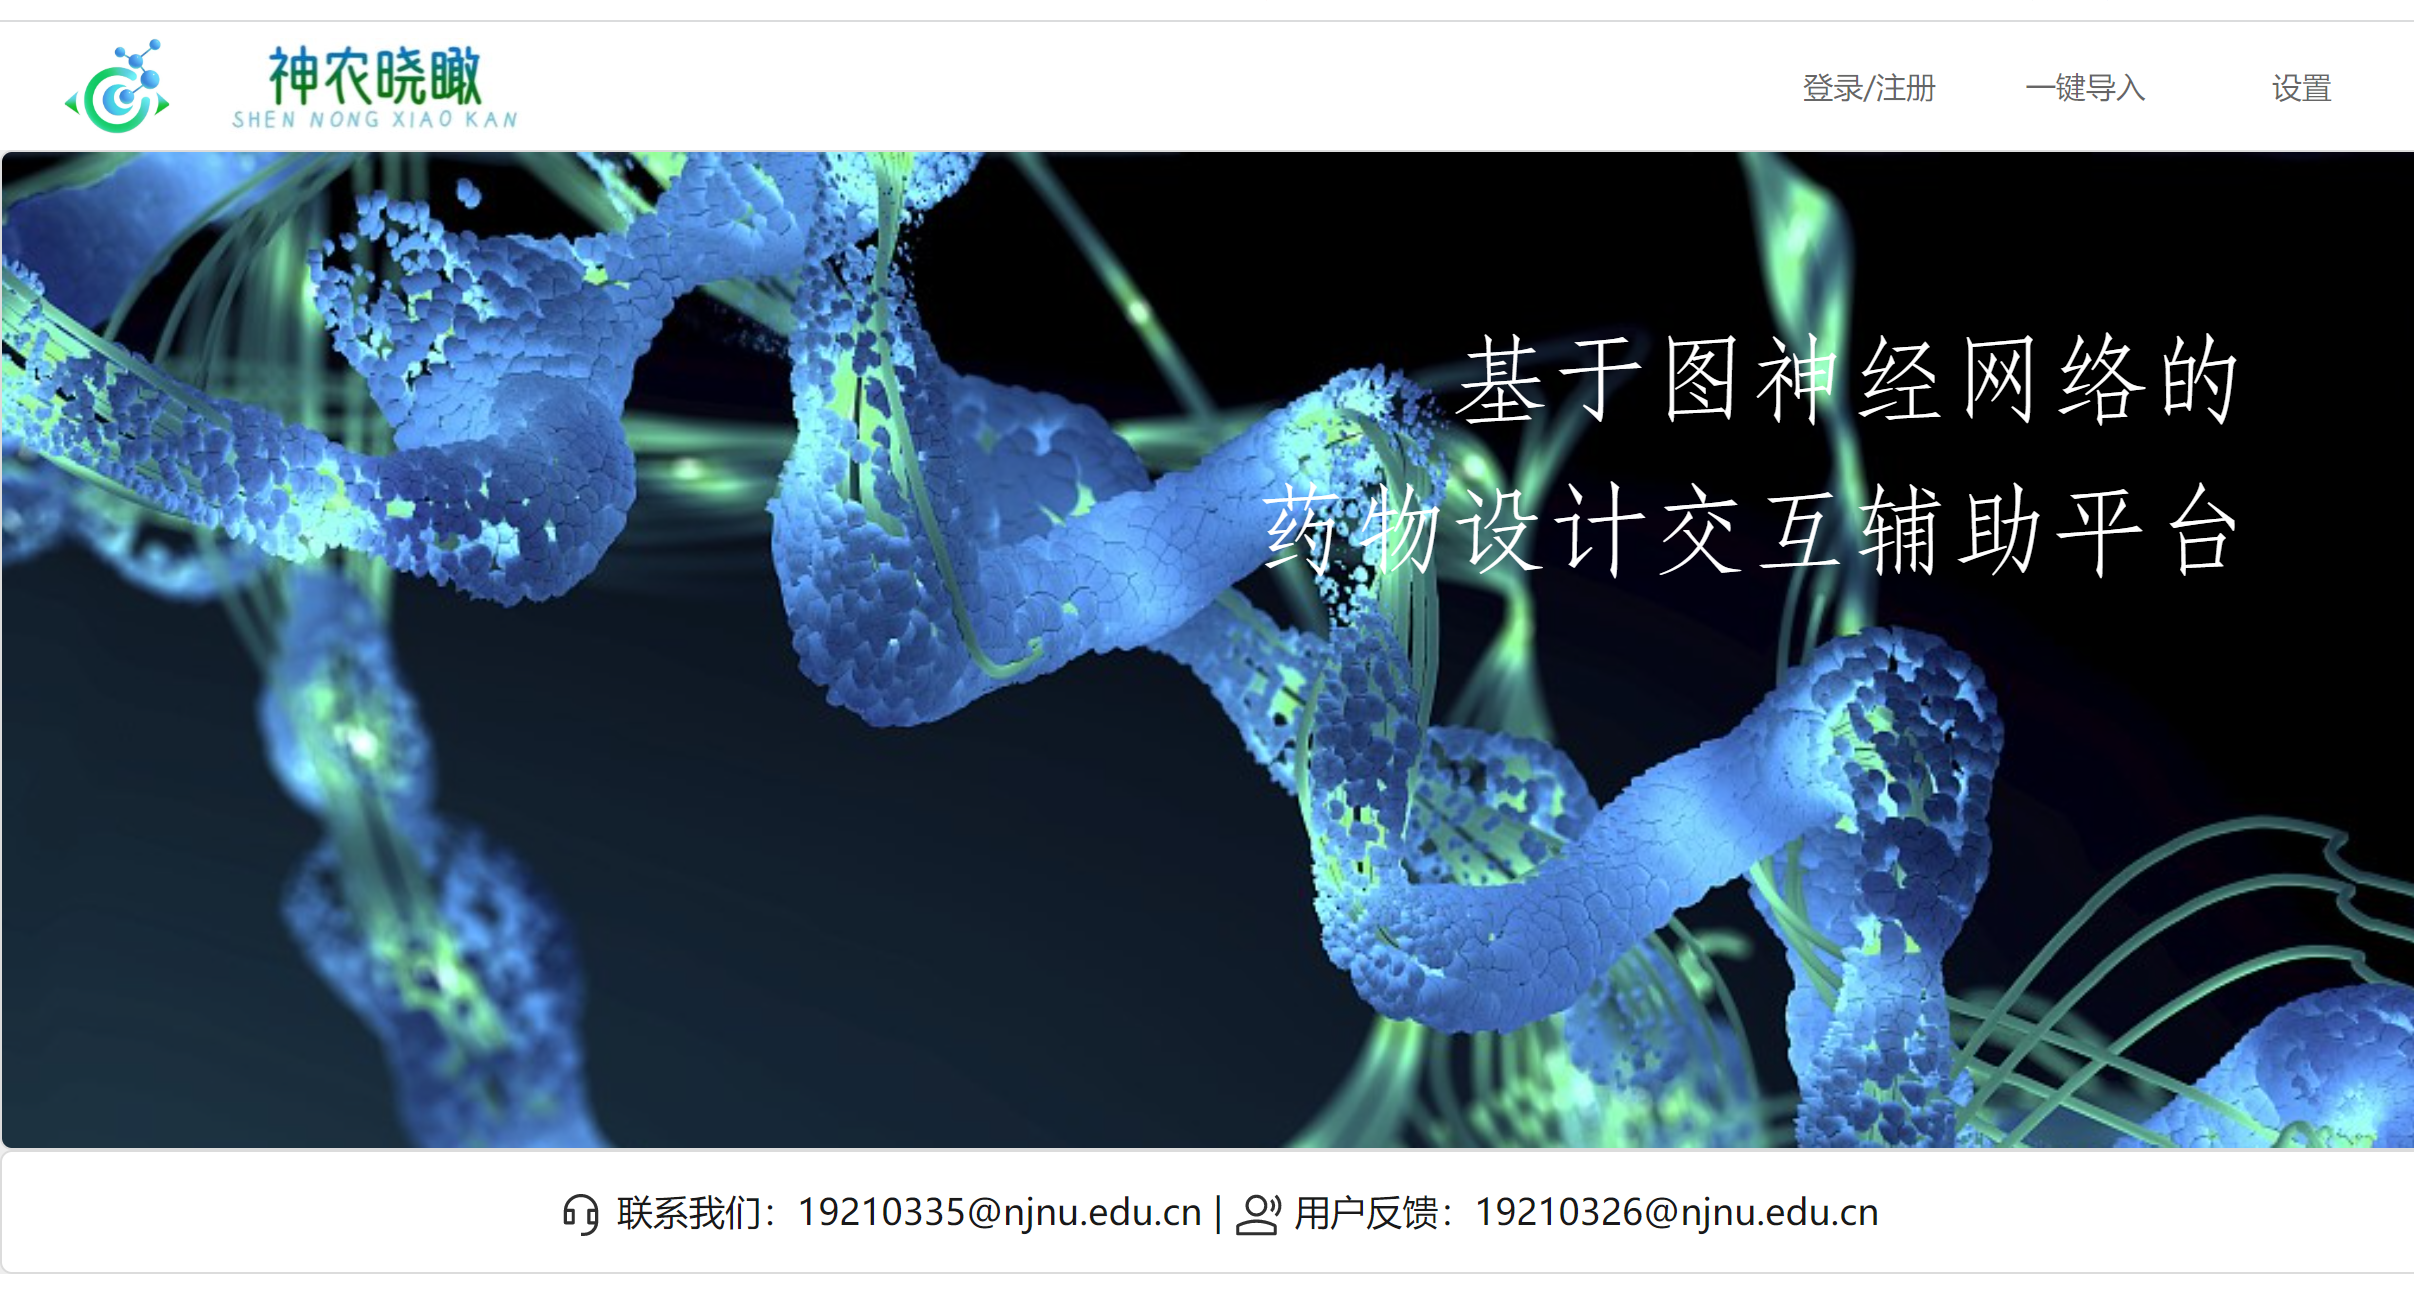 神农晓瞰
SHEN NONG XIAO KAN
登录/注册 一键导入 设置
基于图神经网络的
药物设计交互辅助平台
联系我们：19210335@njnu.edu.cn | 用户反馈：19210326@njnu.edu.cn